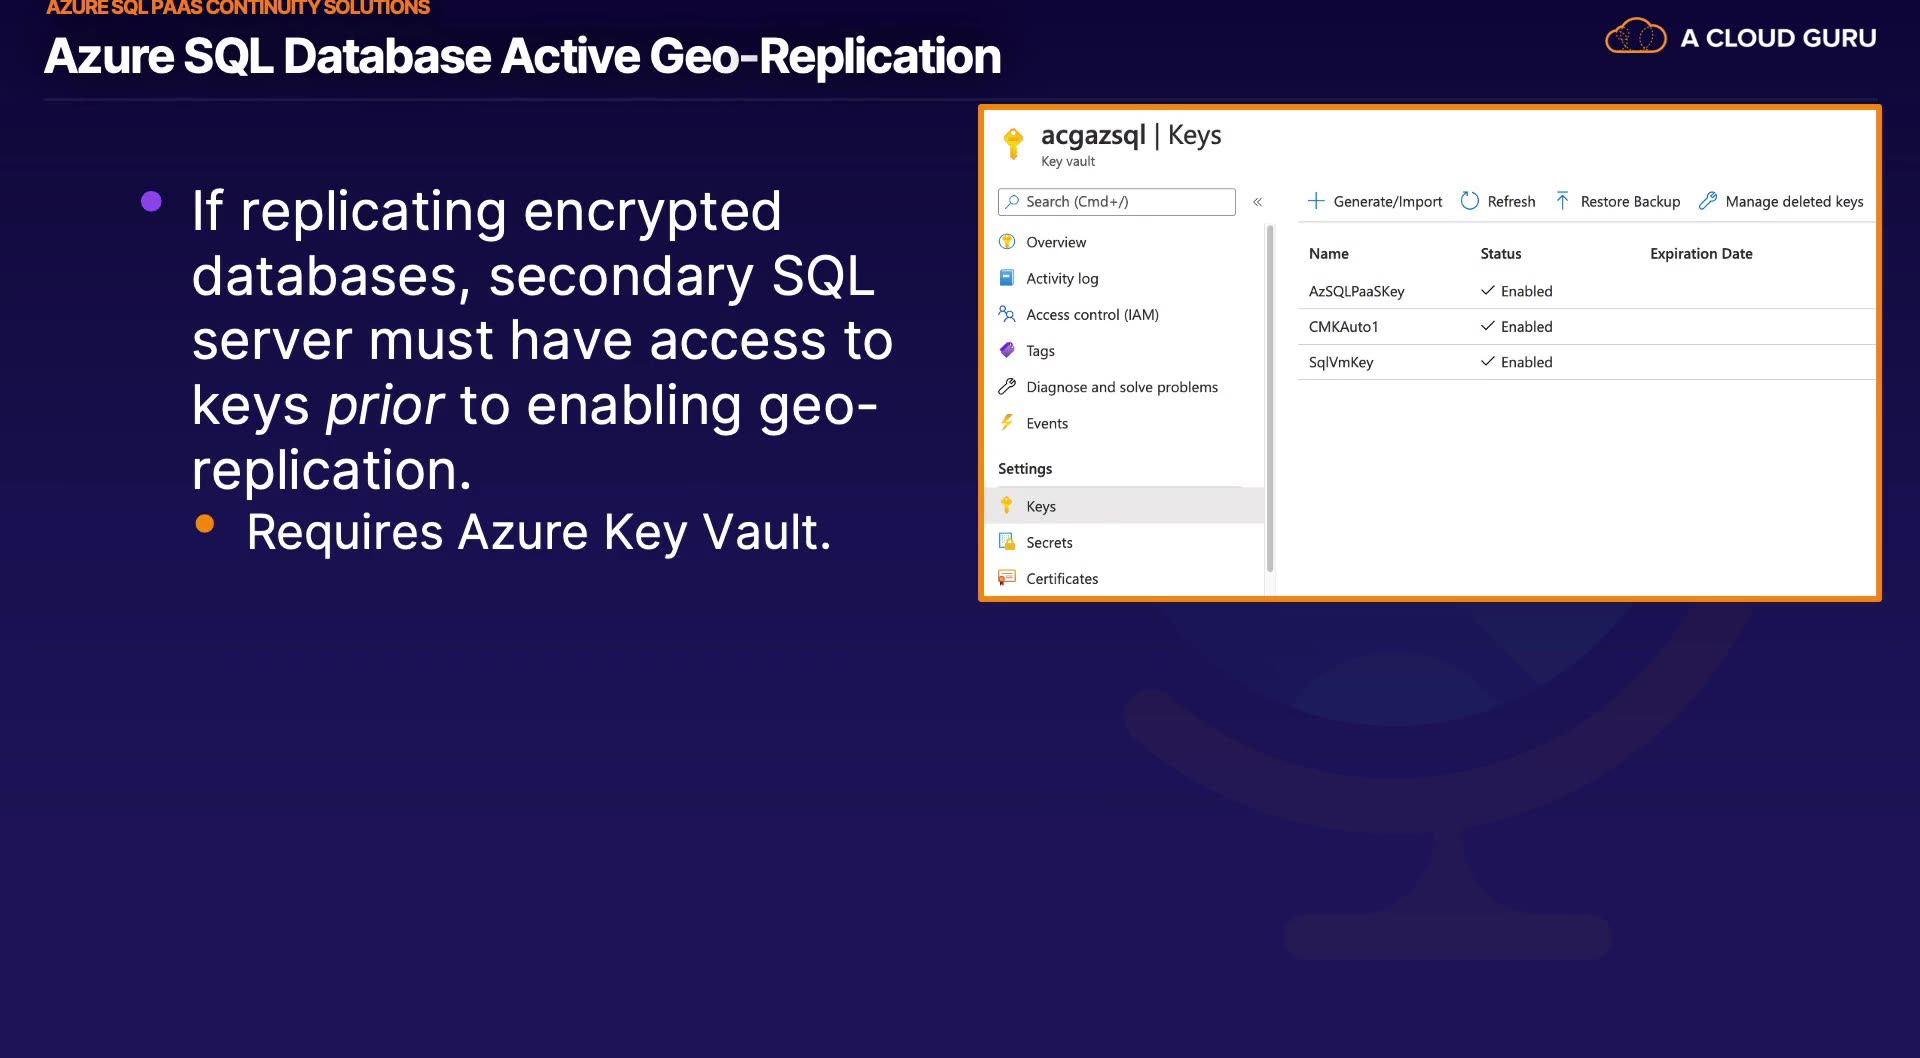 AZURE SQL PAAS CONTINUITY SOLUTIONS
Azure SQL Database Active Geo-Replication
A CLOUD GURU
If replicating encrypted
databases, secondary SQL
server must have access to
keys prior to enabling geo-
replication.
Requires Azure Key Vault.
acgazsql | Keys
Key vault
Search (Cmd+/)
«
Generate/Import Refresh Restore Backup Manage deleted keys
Overview
Activity log
Access control (IAM)
Tags
Diagnose and solve problems
Events
Settings
Keys
Secrets
Certificates
Name Status Expiration Date
AzSQLPaaSKey Enabled
CMKAuto1 Enabled
SqlVmKey Enabled